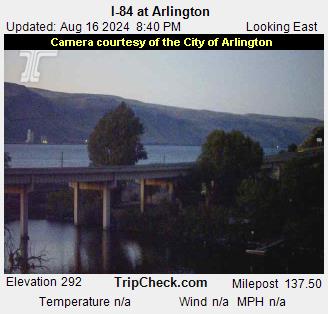 I-84 at Arlington
Updated: Aug 16 2024 8:40 PM Looking East
Camera courtesy of the City of Arlington
Elevation 292 TripCheck.com Milepost 137.50
Temperature n/a Wind n/a MPH n/a